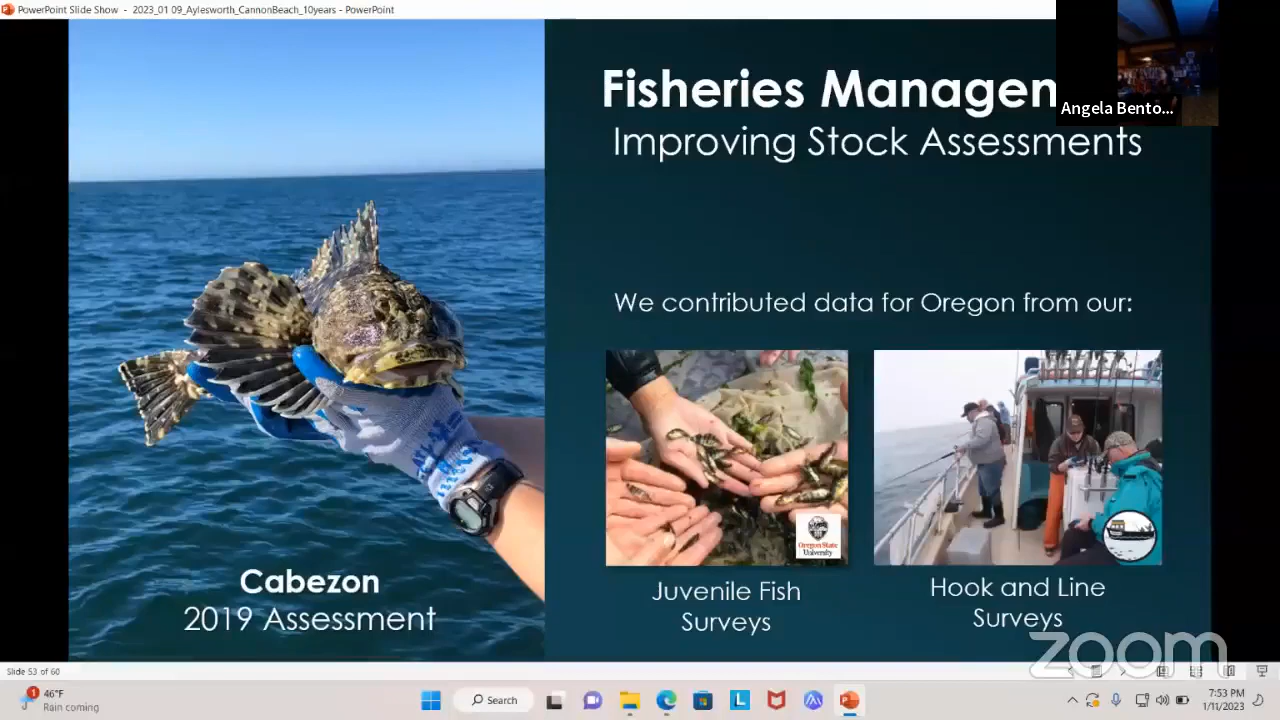 PowerPoint Slide Show - 2023_01 09_Aylesworth_CannonBeach_10years - PowerPoint
Angela Bento...
Fisheries Managen
Improving Stock Assessments
We contributed data for Oregon from our:
Oregon State
University
Juvenile Fish
Surveys
Hook and Line
Surveys
Cabezon
2019 Assessment
zoom
Slide 53 of 60
1
46°F
Rain coming
Search
L
7:53 PM
1/11/2023